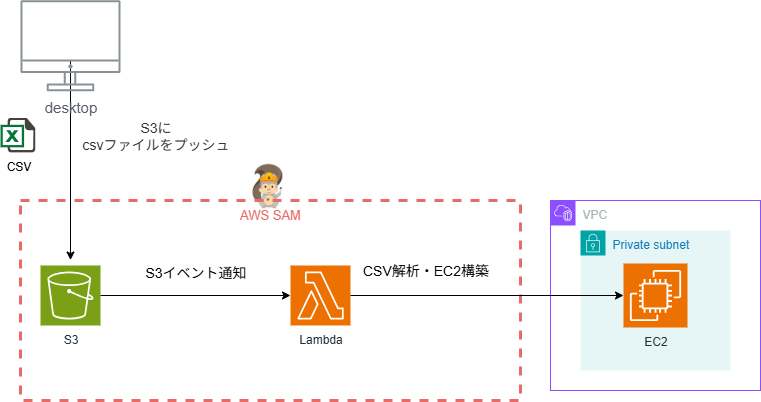 desktop
S3に
csvファイルをプッシュ
CSV
AWS SAM
VPC
Private subnet
S3イベント通知
CSV解析・EC2構築
S3
Lambda
EC2